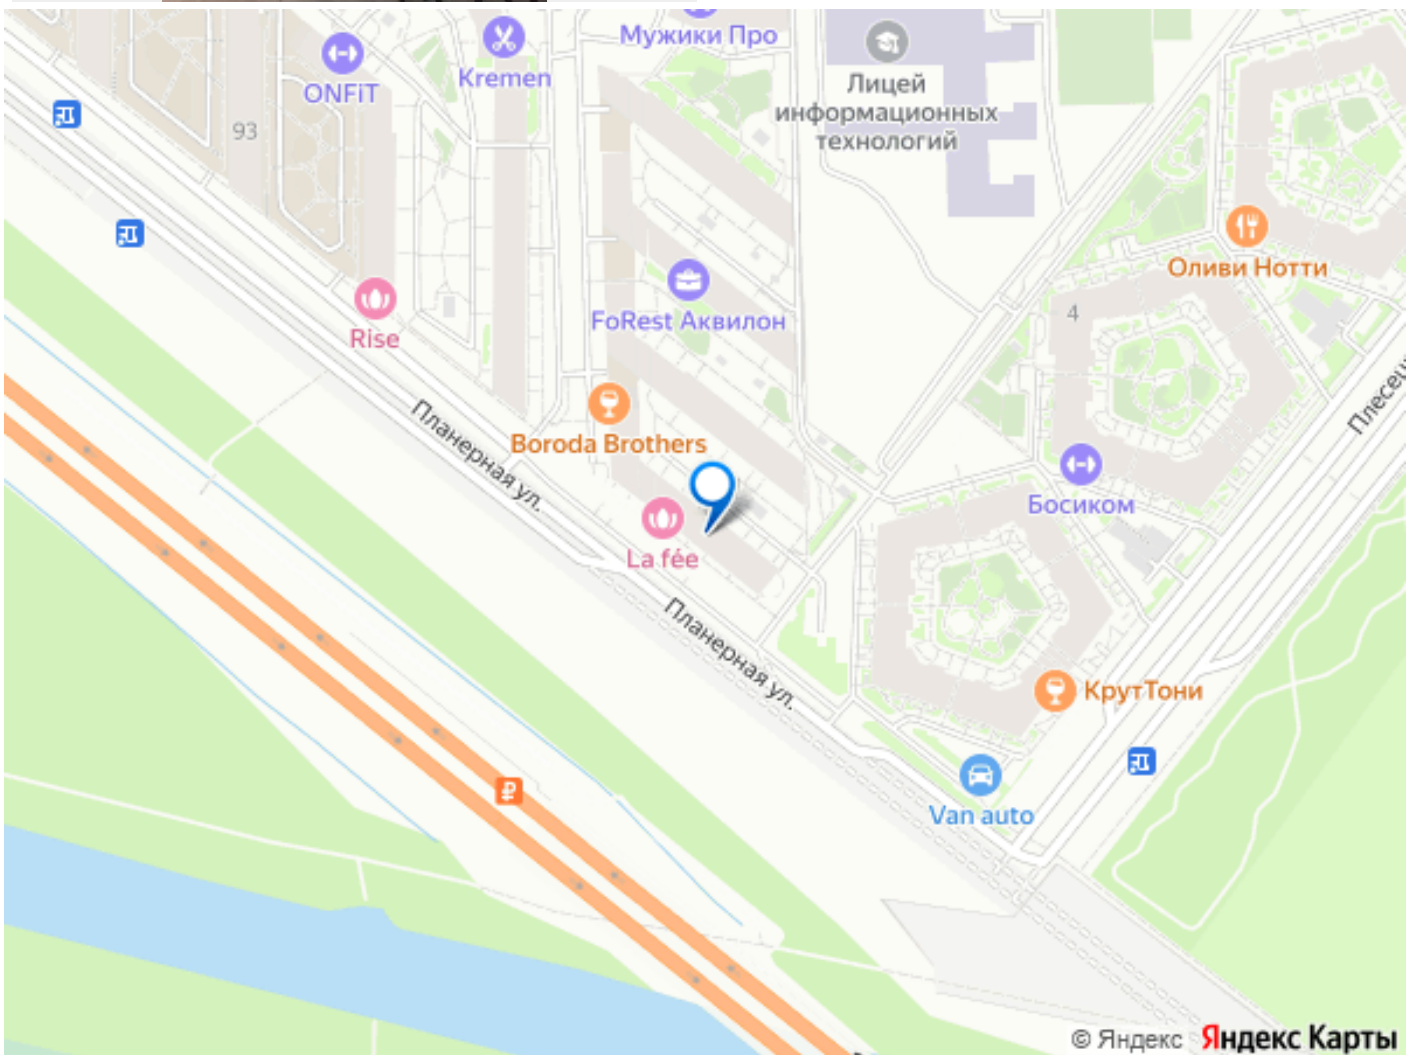 Мужики Про
ONFiT
Kremen
Лицей
информационных
технологий
93
Оливи Нотти
FoRest Аквилон
4
Rise
Планерная ул.
Boroda Brothers
Босиком
La fée
Планерная ул.
КрутТони
₽
Van auto
© Яндекс Яндекс Карты